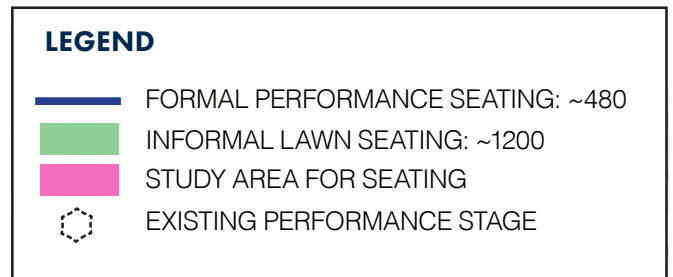 LEGEND
FORMAL PERFORMANCE SEATING: ~480
INFORMAL LAWN SEATING: ~1200
STUDY AREA FOR SEATING
EXISTING PERFORMANCE STAGE